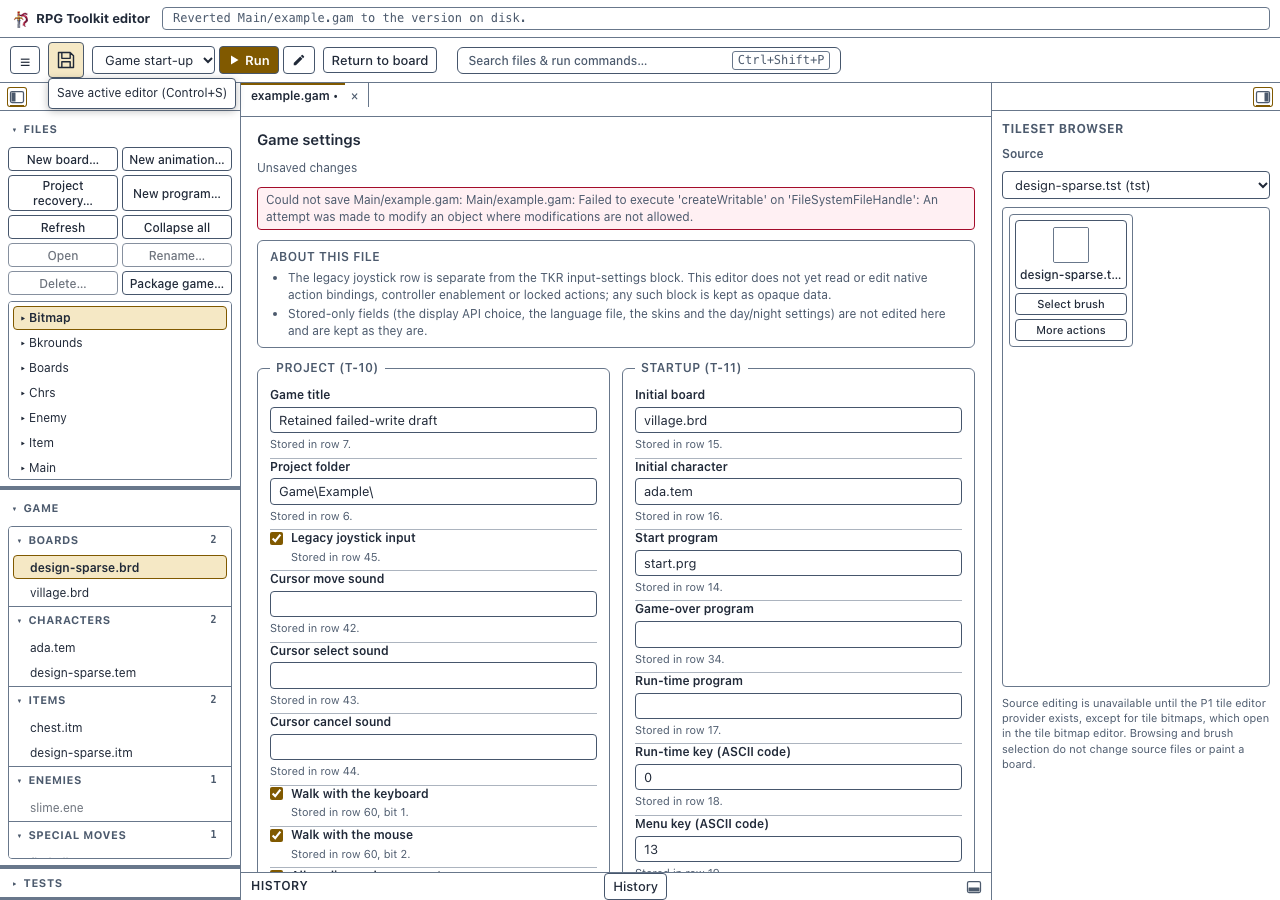 RPG Toolkit editor
Reverted Main/example.gam to the version on disk.
Game start-up
Run
Return to board
Search files & run commands...
Ctrl+Shift+P
Save active editor (Control+S)
example.gam •
×
FILES
New board...
New animation...
Project recovery...
New program...
Refresh
Collapse all
Open
Rename...
Delete...
Package game...
Bitmap
Bkrounds
Boards
Chrs
Enemy
Item
Main
GAME
BOARDS 2
design-sparse.brd
village.brd
CHARACTERS 2
ada.tem
design-sparse.tem
ITEMS 2
chest.itm
design-sparse.itm
ENEMIES 1
slime.ene
SPECIAL MOVES 1
TESTS
Game settings
Unsaved changes
Could not save Main/example.gam: Main/example.gam: Failed to execute 'createWritable' on 'FileSystemFileHandle': An
attempt was made to modify an object where modifications are not allowed.
ABOUT THIS FILE
• The legacy joystick row is separate from the TKR input-settings block. This editor does not yet read or edit native
action bindings, controller enablement or locked actions; any such block is kept as opaque data.
• Stored-only fields (the display API choice, the language file, the skins and the day/night settings) are not edited here
and are kept as they are.
PROJECT (T-10)
Game title
Retained failed-write draft
Stored in row 7.
Project folder
Game\Example\
Stored in row 6.
Legacy joystick input
Stored in row 45.
Cursor move sound
Stored in row 42.
Cursor select sound
Stored in row 43.
Cursor cancel sound
Stored in row 44.
Walk with the keyboard
Stored in row 60, bit 1.
Walk with the mouse
Stored in row 60, bit 2.
STARTUP (T-11)
Initial board
village.brd
Stored in row 15.
Initial character
ada.tem
Stored in row 16.
Start program
start.prg
Stored in row 14.
Game-over program
Stored in row 34.
Run-time program
Stored in row 17.
Run-time key (ASCII code)
0
Stored in row 18.
Menu key (ASCII code)
13
HISTORY
History
TILESET BROWSER
Source
design-sparse.tst (tst)
design-sparse.t...
Select brush
More actions
Source editing is unavailable until the P1 tile editor
provider exists, except for tile bitmaps, which open
in the tile bitmap editor. Browsing and brush
selection do not change source files or paint a
board.